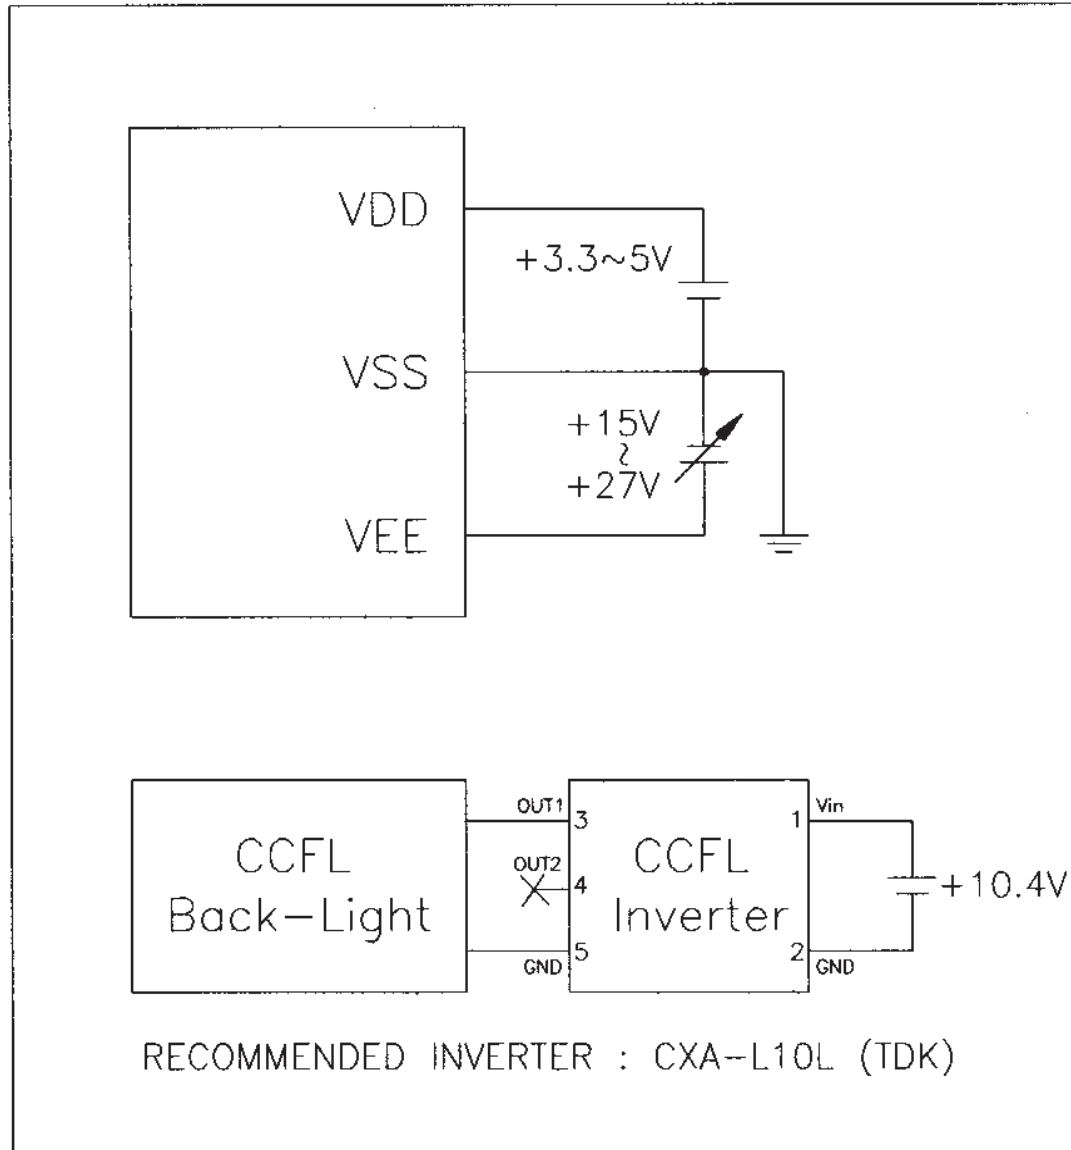 VDD
+3.3~5V
VSS
+15V
~
+27V
VEE
CCFL
Back-Light
OUT1
OUT2
GND
3
4
5
CCFL
Inverter
1
2
Vin
GND
+10.4V
RECOMMENDED INVERTER : CXA-L10L (TDK)